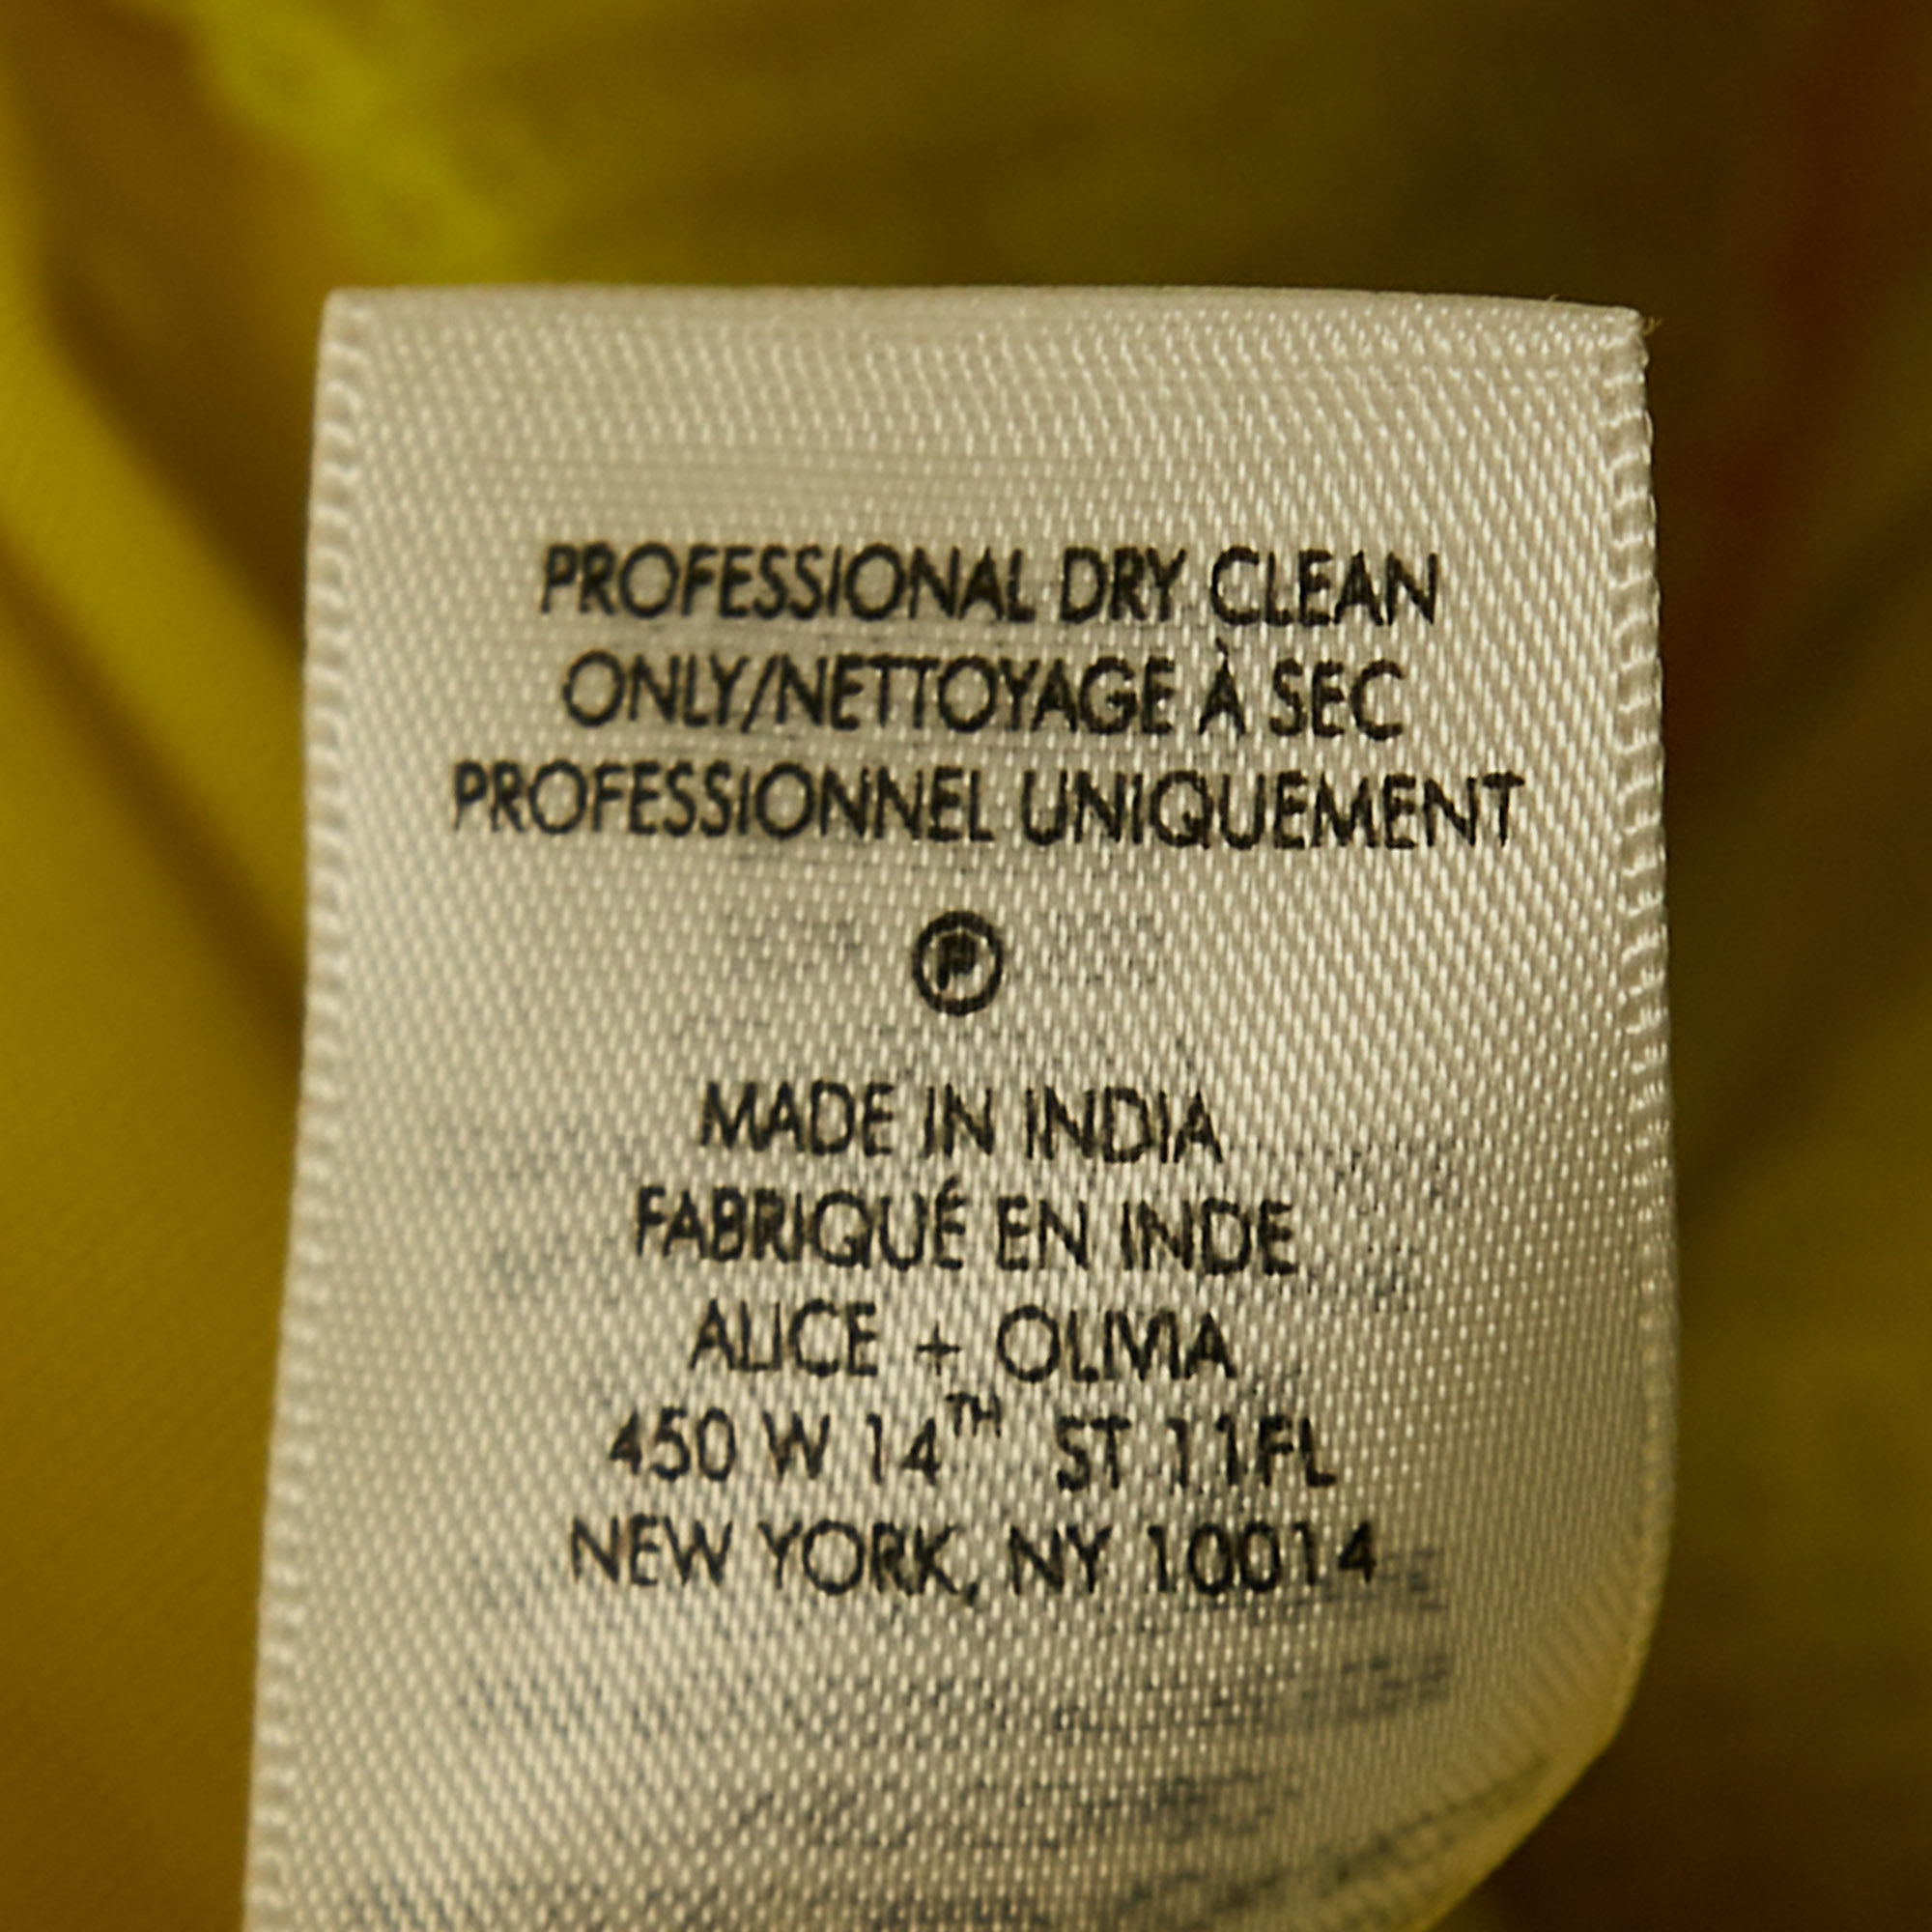 PROFESSIONAL DRY CLEAN
ONLY/NETTOYAGE À SEC
PROFESSIONNEL UNIQUEMENT
Ⓟ
MADE IN INDIA
FABRIQUÉ EN INDE
ALICE + OLIVIA
450 W 14TH ST 11FL
NEW YORK, NY 10014